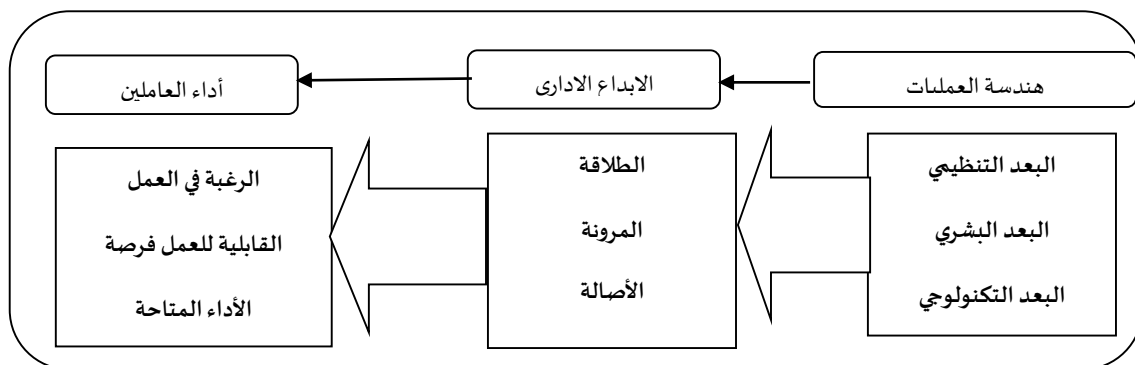 هندسة العمليات
الابداع الادارى
أداء العاملين
البعد التنظيمي
البعد البشري
البعد التكنولوجي
الطلاقة
المرونة
الأصالة
الرغبة في العمل
القابلية للعمل فرصة
الأداء المتاحة